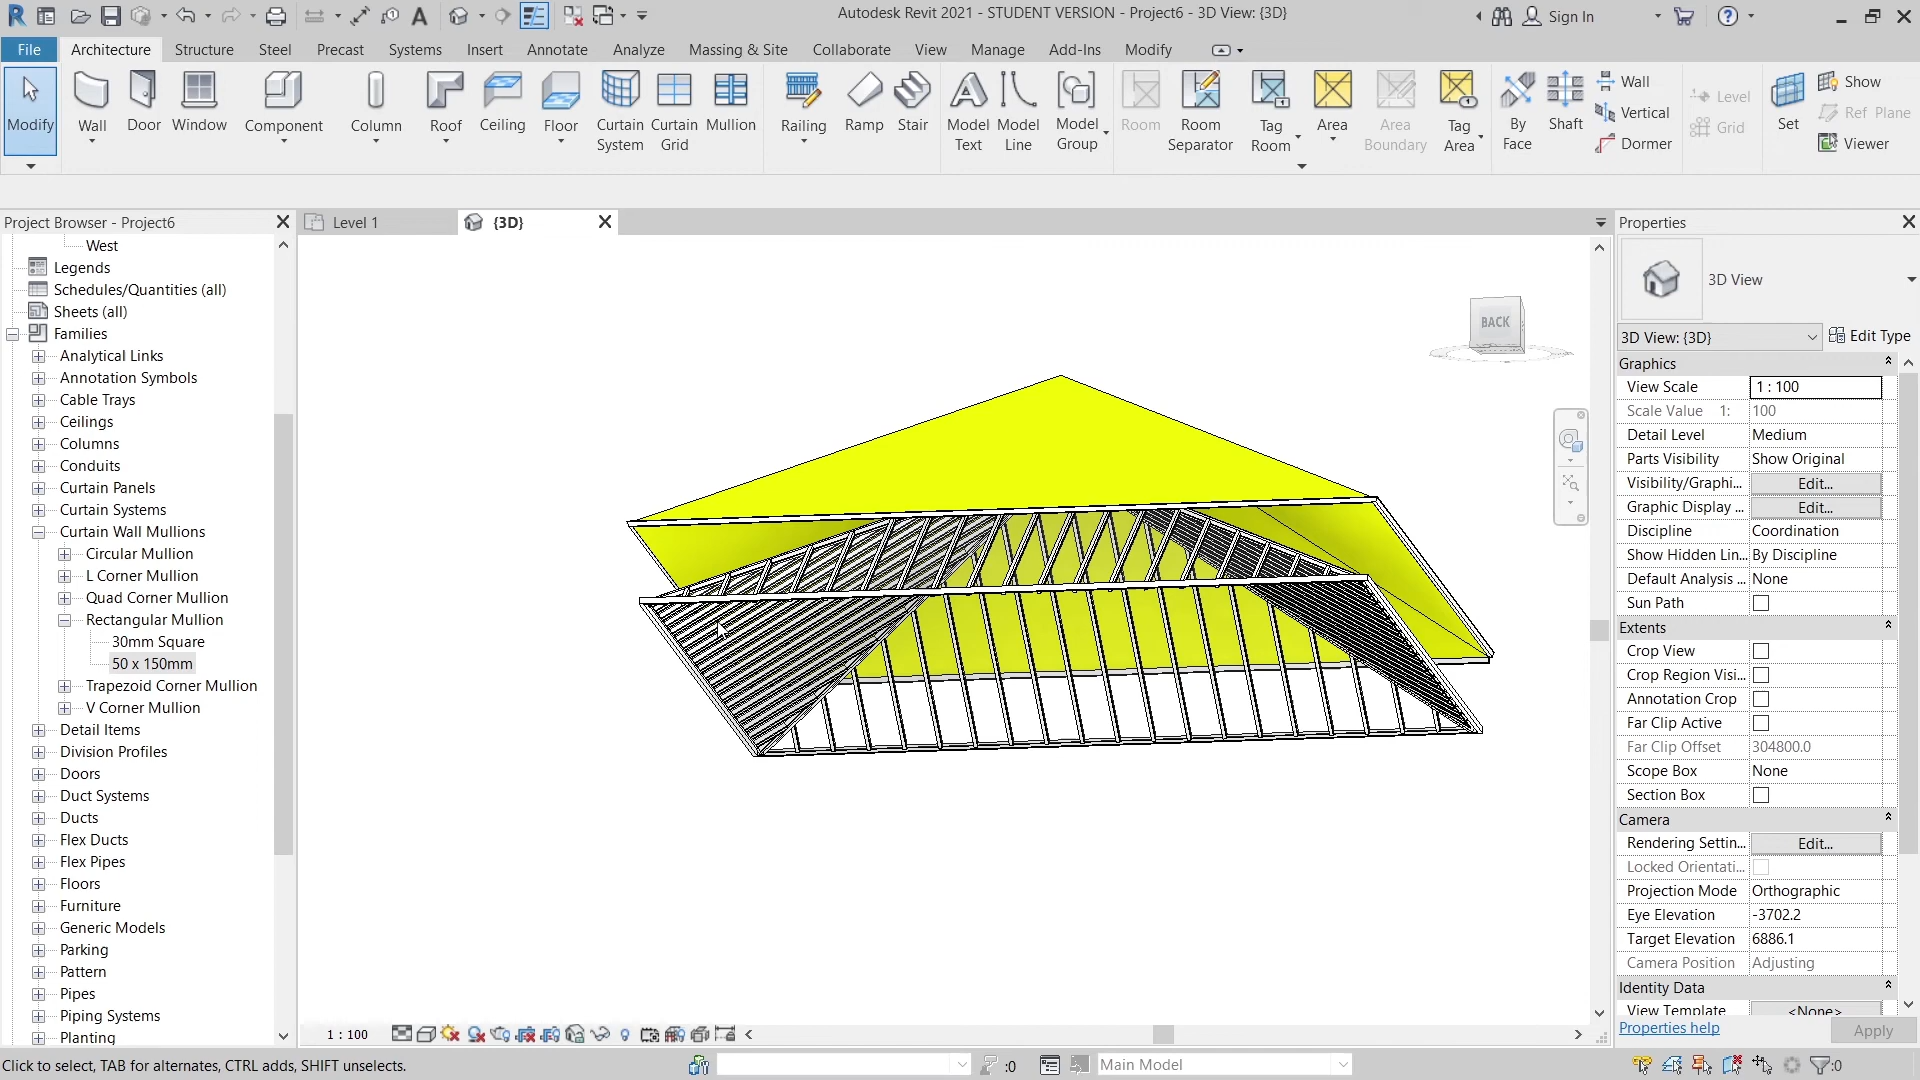 Autodesk Revit 2021 - STUDENT VERSION - Project6 - 3D View: {3D}
Sign In
File Architecture Structure Steel Precast Systems Insert Annotate Analyze Massing & Site Collaborate View Manage Add-Ins Modify
Modify
Wall
Door
Window
Component
Column
Roof
Ceiling
Floor
Curtain System
Curtain Grid
Mullion
Railing
Ramp
Stair
Model Text
Model Line
Model Group
Room
Room Separator
Tag Room
Area
Area Boundary
Tag Area
By Face
Shaft
Wall
Vertical
Dormer
Level
Grid
Set
Show
Ref Plane
Viewer
Project Browser - Project6
West
Legends
Schedules/Quantities (all)
Sheets (all)
Families
Analytical Links
Annotation Symbols
Cable Trays
Ceilings
Columns
Conduits
Curtain Panels
Curtain Systems
Curtain Wall Mullions
Circular Mullion
L Corner Mullion
Quad Corner Mullion
Rectangular Mullion
30mm Square
50 x 150mm
Trapezoid Corner Mullion
V Corner Mullion
Detail Items
Division Profiles
Doors
Duct Systems
Ducts
Flex Ducts
Flex Pipes
Floors
Furniture
Generic Models
Parking
Pattern
Pipes
Piping Systems
Planting
Level 1
{3D}
BACK
Properties
3D View
3D View: {3D} Edit Type
Graphics
View Scale 1 : 100
Scale Value 1: 100
Detail Level Medium
Parts Visibility Show Original
Visibility/Graphi... Edit...
Graphic Display ... Edit...
Discipline Coordination
Show Hidden Lin... By Discipline
Default Analysis ... None
Sun Path
Extents
Crop View
Crop Region Visi...
Annotation Crop
Far Clip Active
Far Clip Offset 304800.0
Scope Box None
Section Box
Camera
Rendering Settin... Edit...
Locked Orientati...
Projection Mode Orthographic
Eye Elevation -3702.2
Target Elevation 6886.1
Camera Position Adjusting
Identity Data
View Template <None>
Properties help Apply
1 : 100
Click to select, TAB for alternates, CTRL adds, SHIFT unselects.
:0
Main Model
:0